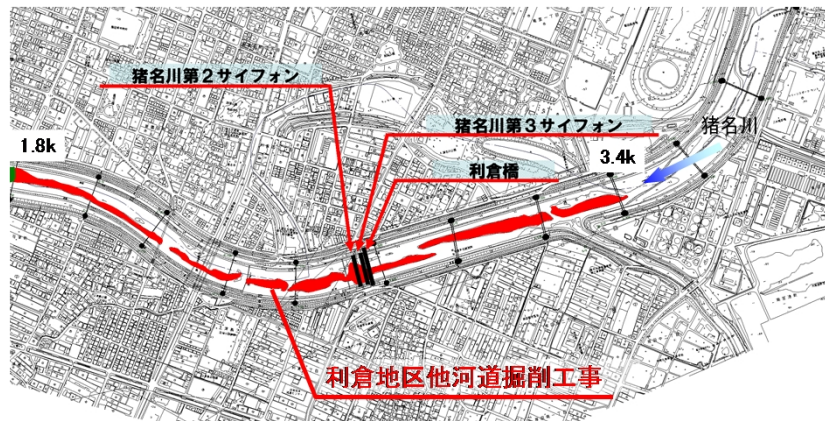 猪名川第2サイフォン
猪名川第3サイフォン
猪名川
1.8k
3.4k
利倉橋
利倉地区他河道掘削工事